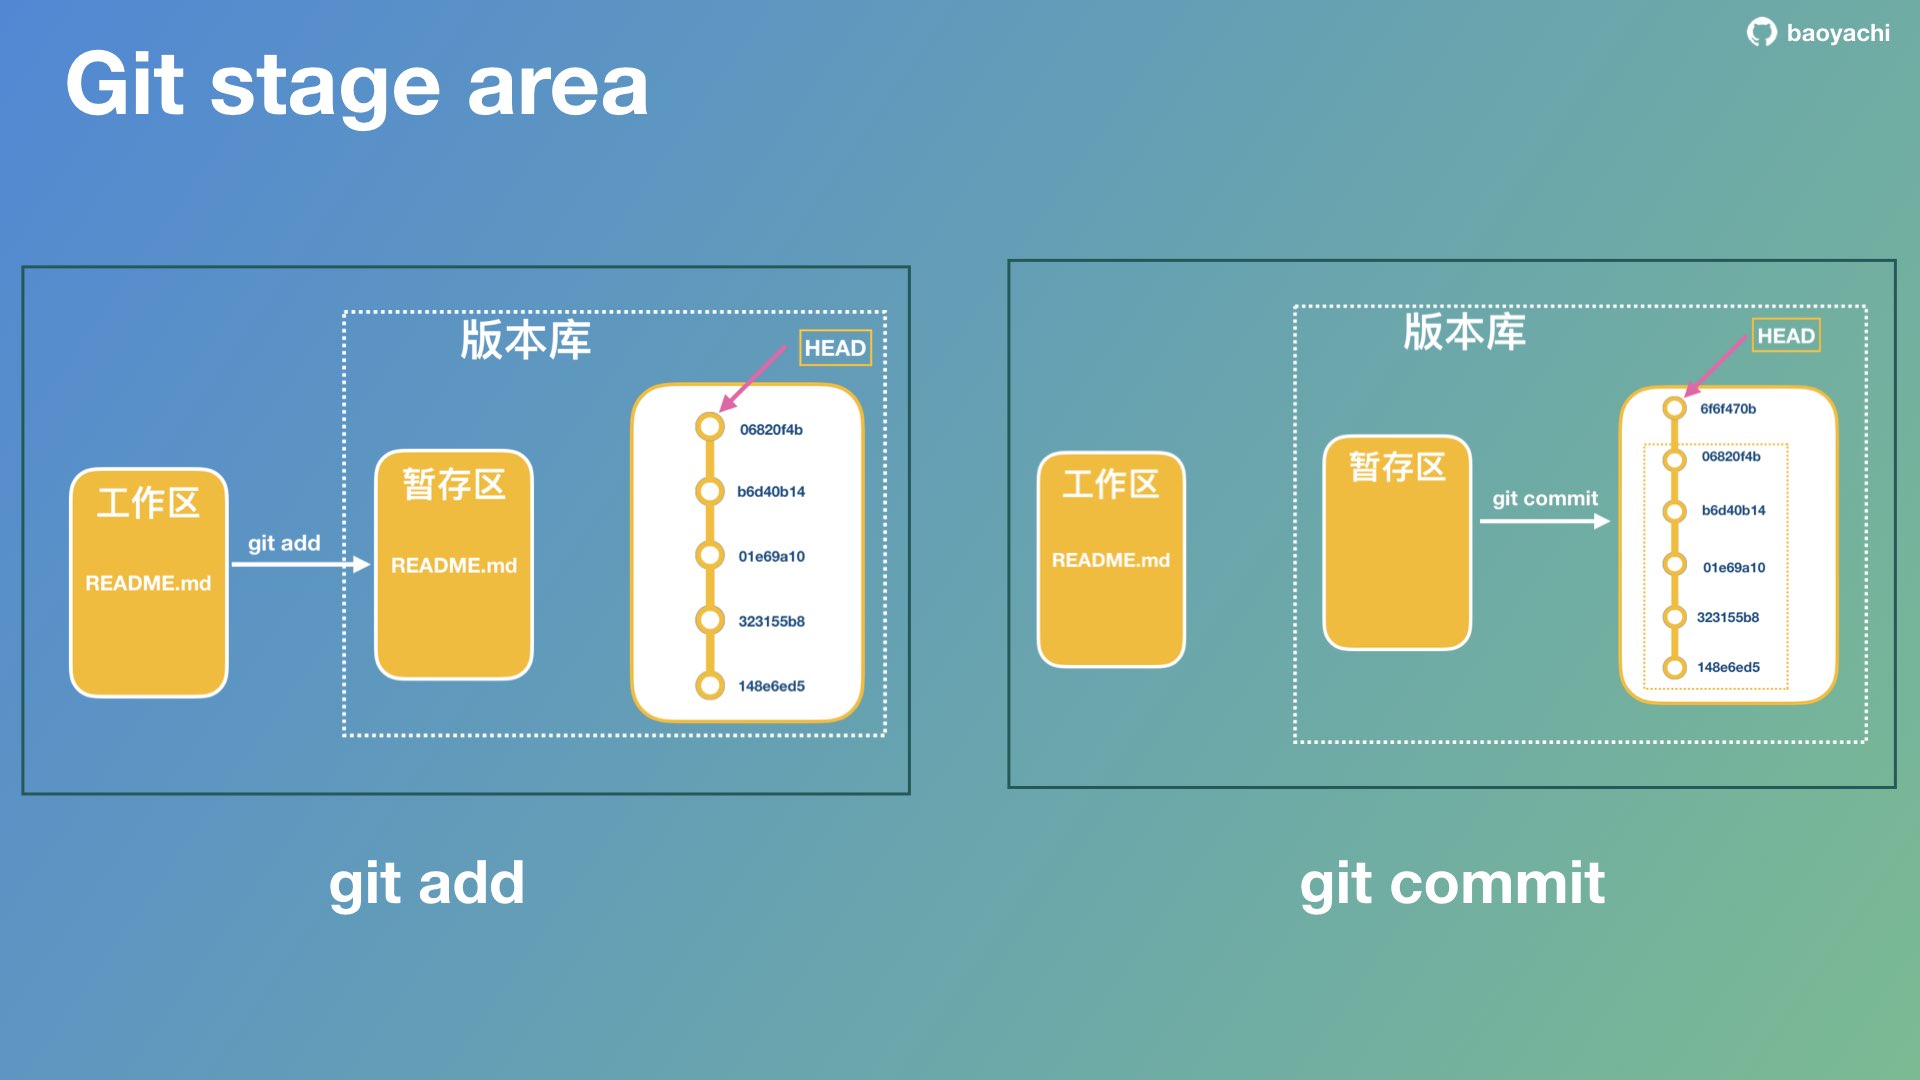 baoyachi
Git stage area
版本库
HEAD
06820f4b
b6d40b14
01e69a10
323155b8
148e6ed5
工作区
README.md
git add
暂存区
README.md
git add
版本库
HEAD
6f6f470b
06820f4b
b6d40b14
01e69a10
323155b8
148e6ed5
工作区
README.md
暂存区
git commit
git commit